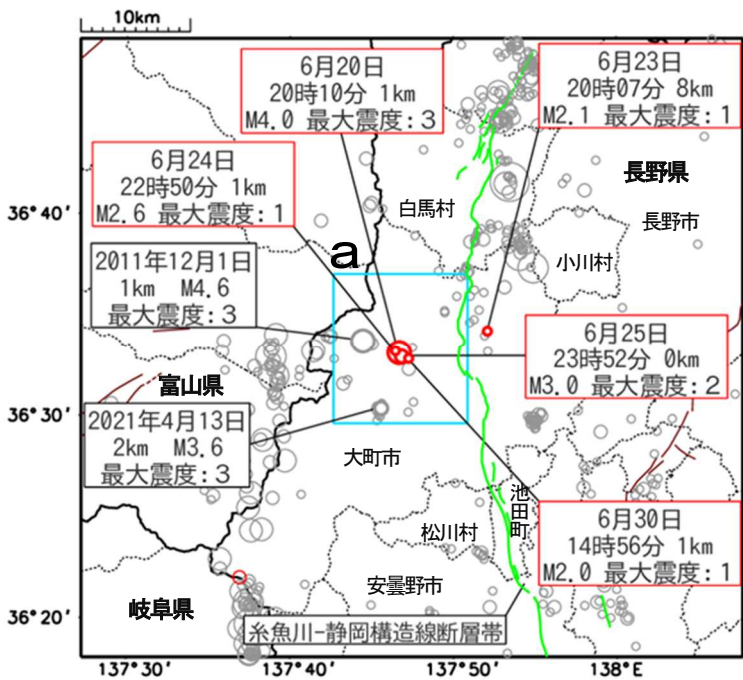 10km
6月20日
20時10分 1km
M4.0 最大震度:3
6月23日
20時07分 8km
M2.1 最大震度:1
6月24日
22時50分 1km
M2.6 最大震度:1
長野県
白馬村
長野市
36°40′
a
小川村
2011年12月1日
1km M4.6
最大震度:3
6月25日
23時52分 0km
M3.0 最大震度:2
富山県
36°30′
2021年4月13日
2km M3.6
最大震度:3
大町市
池田町
松川村
6月30日
14時56分 1km
M2.0 最大震度:1
安曇野市
36°20′
岐阜県
糸魚川-静岡構造線断層帯
137°30′
137°40′
137°50′
138°E